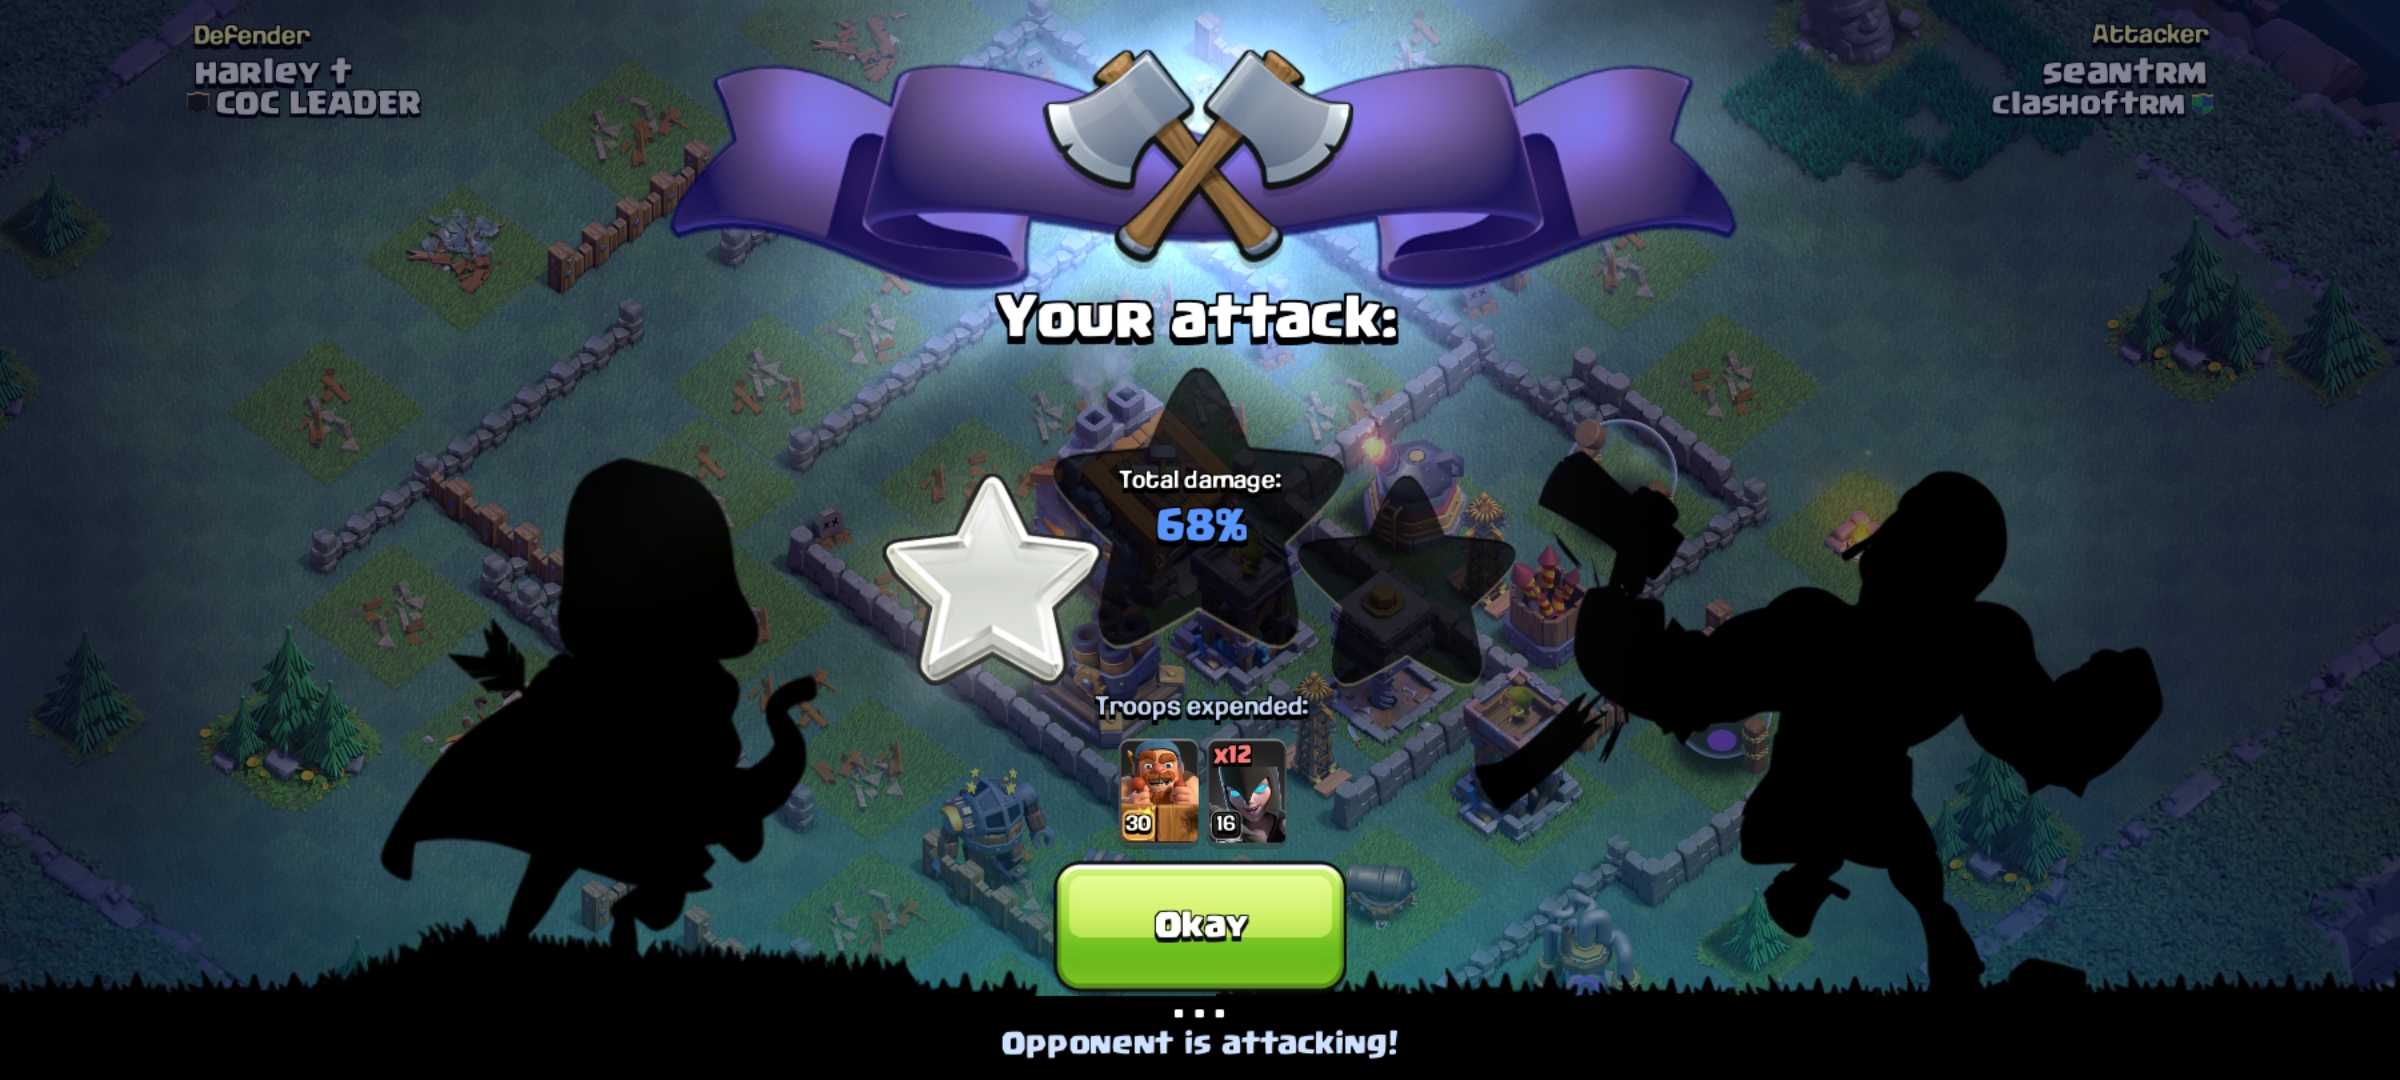 Defender
Harley †
COC LEADER
Attacker
seantrm
clashoftrm
Your attack:
Total damage:
68%
Troops expended:
x12
30
16
Okay
...
Opponent is attacking!